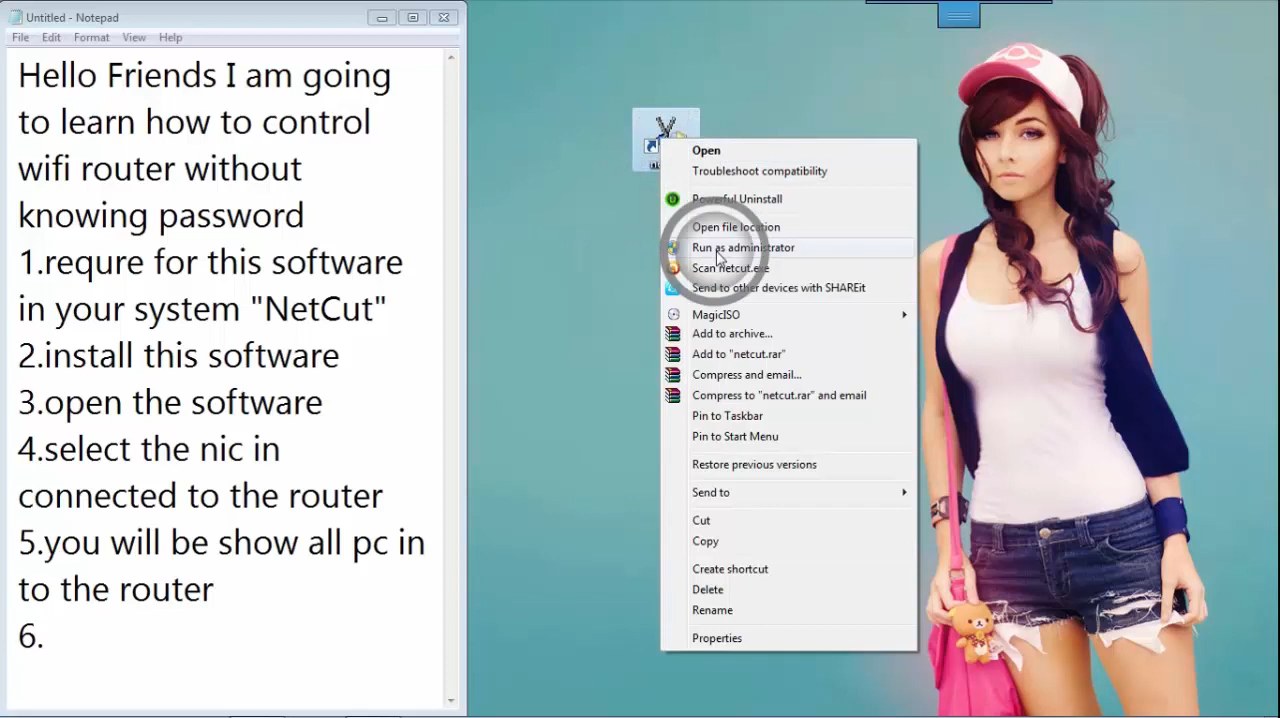 Untitled - Notepad
File Edit Format View Help
Hello Friends I am going
to learn how to control
wifi router without
knowing password
1.requre for this software
in your system "NetCut"
2.install this software
3.open the software
4.select the nic in
connected to the router
5.you will be show all pc in
to the router
6.
Open
Troubleshoot compatibility
Powerful Uninstall
Open file location
Run as administrator
Scan netcut.exe
Send to other devices with SHAREit
MagicISO
Add to archive...
Add to "netcut.rar"
Compress and email...
Compress to "netcut.rar" and email
Pin to Taskbar
Pin to Start Menu
Restore previous versions
Send to
Cut
Copy
Create shortcut
Delete
Rename
Properties